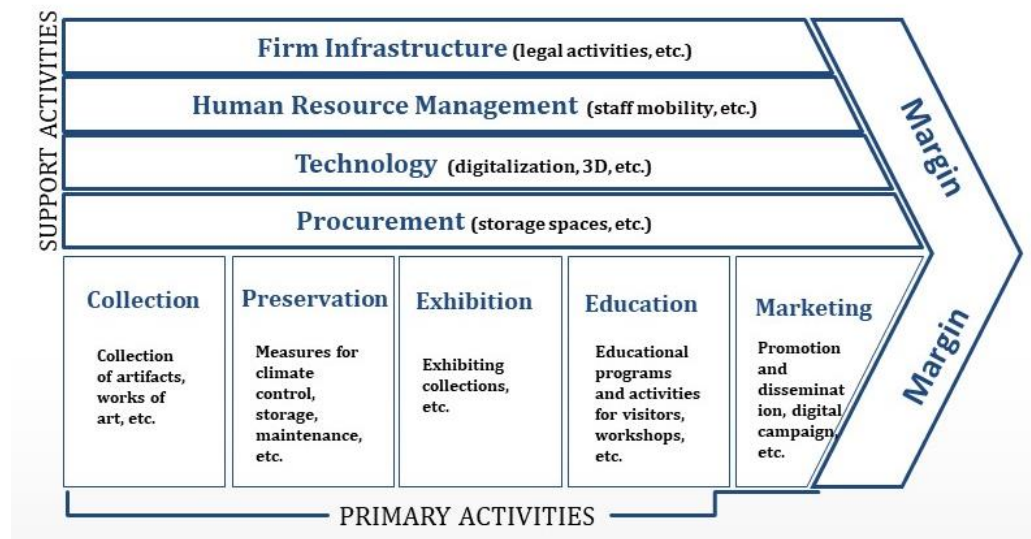 SUPPORT ACTIVITIES
Firm Infrastructure (legal activities, etc.)
Human Resource Management (staff mobility, etc.)
Technology (digitalization, 3D, etc.)
Procurement (storage spaces, etc.)
Margin
Margin
Collection
Collection
of artifacts,
works of
art, etc.
Preservation
Measures for
climate
control,
storage,
maintenance,
etc.
Exhibition
Exhibiting
collections,
etc.
Education
Educational
programs
and activities
for visitors,
workshops,
etc.
Marketing
Promotion
and
disseminat
ion, digital
campaign,
etc.
PRIMARY ACTIVITIES